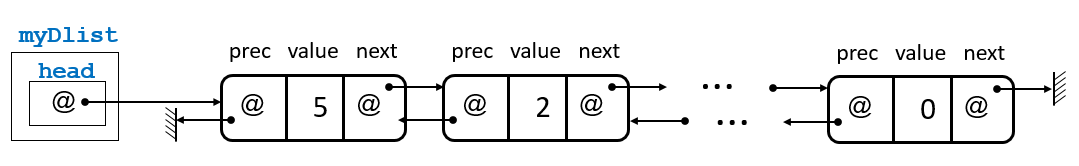 myDlist
head
@
prec value next
@ 5 @
prec value next
@ 2 @
...
...
prec value next
@ 0 @